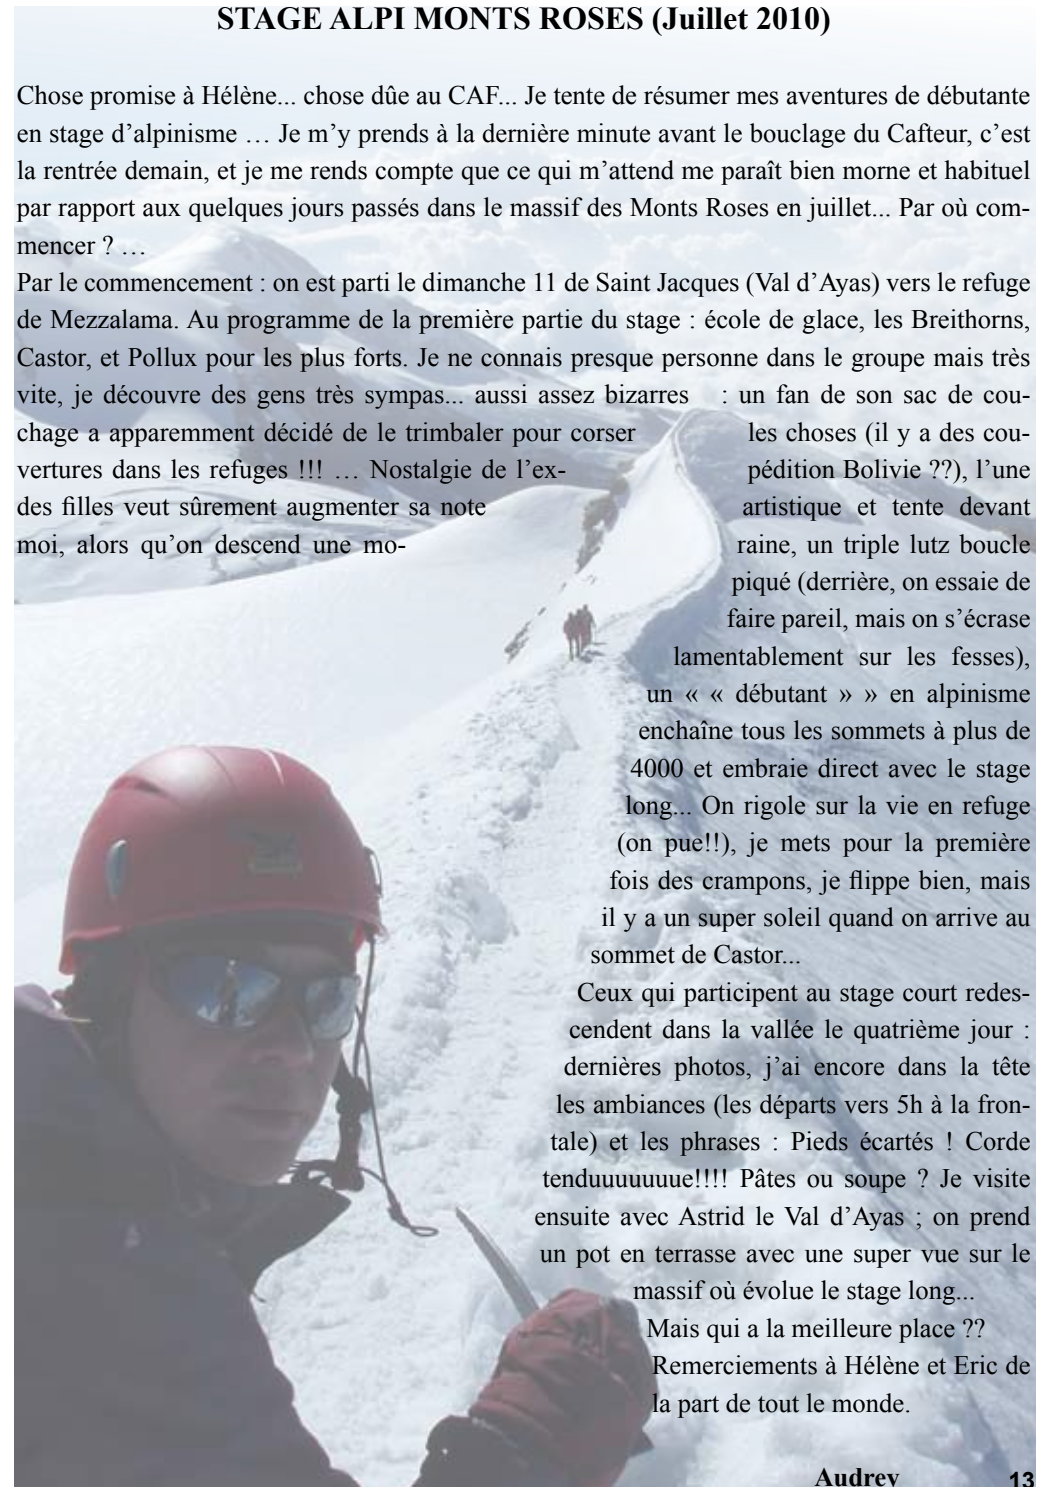 STAGE ALPI MONTS ROSES (Juillet 2010)
Chose promise à Hélène... chose dûe au CAF... Je tente de résumer mes aventures de débutante
en stage d’alpinisme … Je m’y prends à la dernière minute avant le bouclage du Cafteur, c’est
la rentrée demain, et je me rends compte que ce qui m’attend me paraît bien morne et habituel
par rapport aux quelques jours passés dans le massif des Monts Roses en juillet... Par où com-
mencer ? …
Par le commencement : on est parti le dimanche 11 de Saint Jacques (Val d’Ayas) vers le refuge
de Mezzalama. Au programme de la première partie du stage : école de glace, les Breithorns,
Castor, et Pollux pour les plus forts. Je ne connais presque personne dans le groupe mais très
vite, je découvre des gens très sympas... aussi assez bizarres : un fan de son sac de cou-
chage a apparemment décidé de le trimbaler pour corser les choses (il y a des cou-
vertures dans les refuges !!! … Nostalgie de l’ex- pédition Bolivie ??), l’une
des filles veut sûrement augmenter sa note artistique et tente devant
moi, alors qu’on descend une mo- raine, un triple lutz boucle
piqué (derrière, on essaie de
faire pareil, mais on s’écrase
lamentablement sur les fesses),
un « « débutant » » en alpinisme
enchaîne tous les sommets à plus de
4000 et embraie direct avec le stage
long... On rigole sur la vie en refuge
(on pue!!), je mets pour la première
fois des crampons, je flippe bien, mais
il y a un super soleil quand on arrive au
sommet de Castor...
Ceux qui participent au stage court redes-
cendent dans la vallée le quatrième jour :
dernières photos, j’ai encore dans la tête
les ambiances (les départs vers 5h à la fron-
tale) et les phrases : Pieds écartés ! Corde
tenduuuuuuue!!!! Pâtes ou soupe ? Je visite
ensuite avec Astrid le Val d’Ayas ; on prend
un pot en terrasse avec une super vue sur le
massif où évolue le stage long...
Mais qui a la meilleure place ??
Remerciements à Hélène et Eric de
la part de tout le monde.
Audrey
13